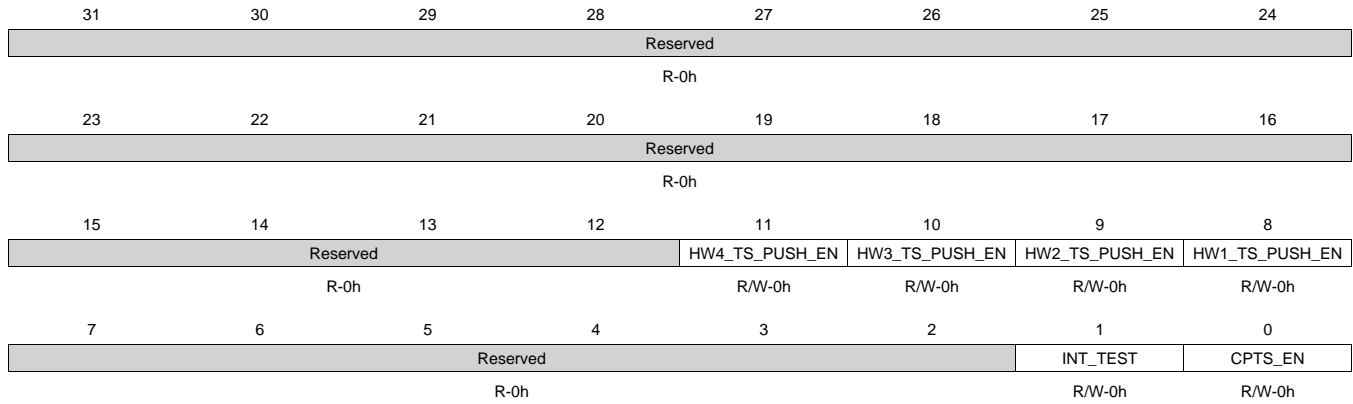 31 30 29 28 27 26 25 24
Reserved
R-0h
23 22 21 20 19 18 17 16
Reserved
R-0h
15 14 13 12 11 10 9 8
Reserved HW4_TS_PUSH_EN HW3_TS_PUSH_EN HW2_TS_PUSH_EN HW1_TS_PUSH_EN
R-0h R/W-0h R/W-0h R/W-0h R/W-0h
7 6 5 4 3 2 1 0
Reserved INT_TEST CPTS_EN
R-0h R/W-0h R/W-0h